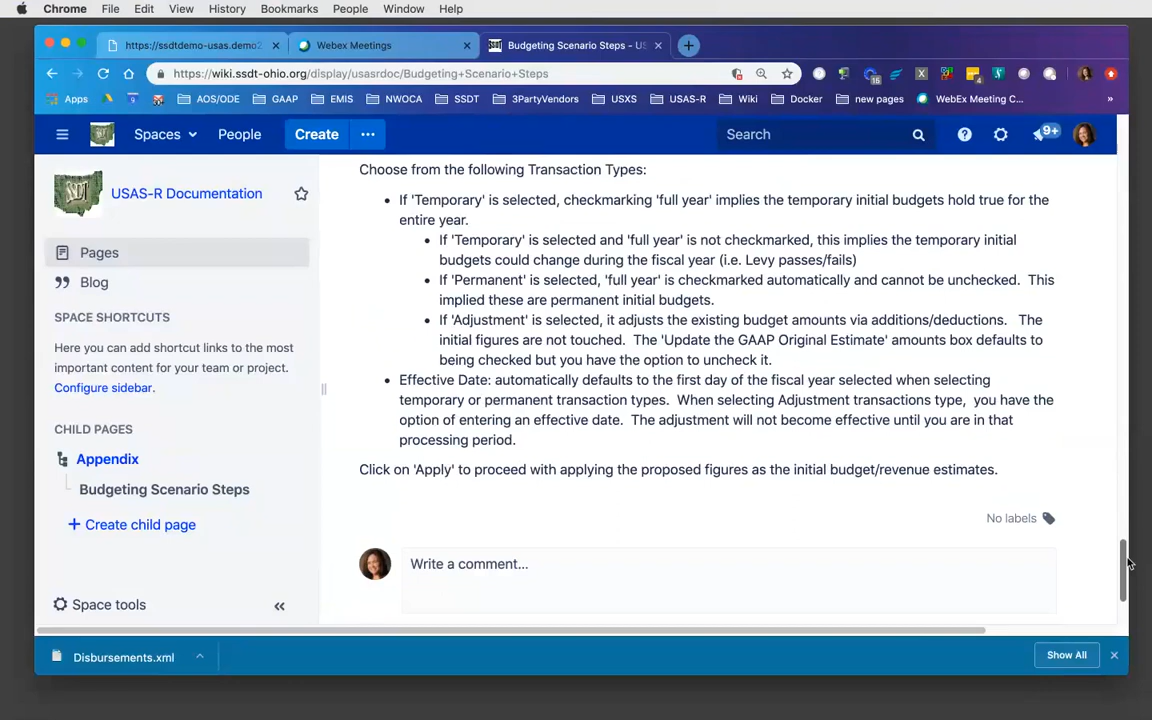 Chrome File Edit View History Bookmarks People Window Help
https://ssdtdemo-usas.demo2. Webex Meetings Budgeting Scenario Steps - US
https://wiki.ssdt-ohio.org/display/usasrdoc/Budgeting+Scenario+Steps
Apps AOS/ODE GAAP EMIS NWOCA SSDT 3PartyVendors USXS USAS-R Wiki Docker new pages WebEx Meeting C... »
Spaces People Create ••• Search 9+
USAS-R Documentation
Pages
Blog
SPACE SHORTCUTS
Here you can add shortcut links to the most
important content for your team or project.
Configure sidebar.
CHILD PAGES
Appendix
Budgeting Scenario Steps
+ Create child page
Space tools «
Choose from the following Transaction Types:
• If 'Temporary' is selected, checkmarking 'full year' implies the temporary initial budgets hold true for the
entire year.
• If 'Temporary' is selected and 'full year' is not checkmarked, this implies the temporary initial
budgets could change during the fiscal year (i.e. Levy passes/fails)
• If 'Permanent' is selected, 'full year' is checkmarked automatically and cannot be unchecked. This
implied these are permanent initial budgets.
• If 'Adjustment' is selected, it adjusts the existing budget amounts via additions/deductions. The
initial figures are not touched. The 'Update the GAAP Original Estimate' amounts box defaults to
being checked but you have the option to uncheck it.
• Effective Date: automatically defaults to the first day of the fiscal year selected when selecting
temporary or permanent transaction types. When selecting Adjustment transactions type, you have the
option of entering an effective date. The adjustment will not become effective until you are in that
processing period.
Click on 'Apply' to proceed with applying the proposed figures as the initial budget/revenue estimates.
No labels
Write a comment...
Disbursements.xml
Show All